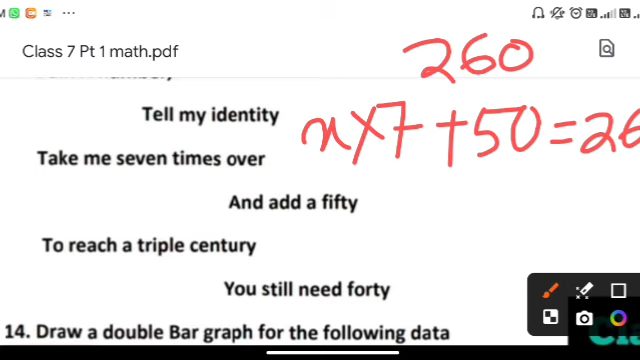 Class 7 Pt 1 math.pdf
260
Tell my identity
x×7+50=26
Take me seven times over
And add a fifty
To reach a triple century
You still need forty
14. Draw a double Bar graph for the following data